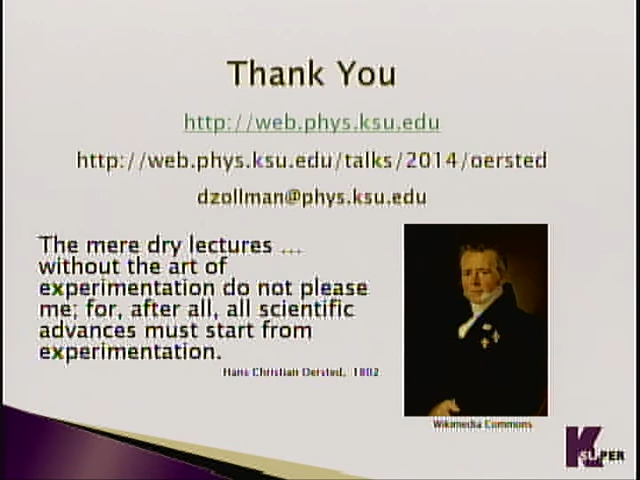 Thank You
http://web.phys.ksu.edu
http://web.phys.ksu.edu/talks/2014/oersted
dzollman@phys.ksu.edu
The mere dry lectures ...
without the art of
experimentation do not please
me; for, after all, all scientific
advances must start from
experimentation.
Hans Christian Oersted, 1802
Wikimedia Commons
K
SUPER